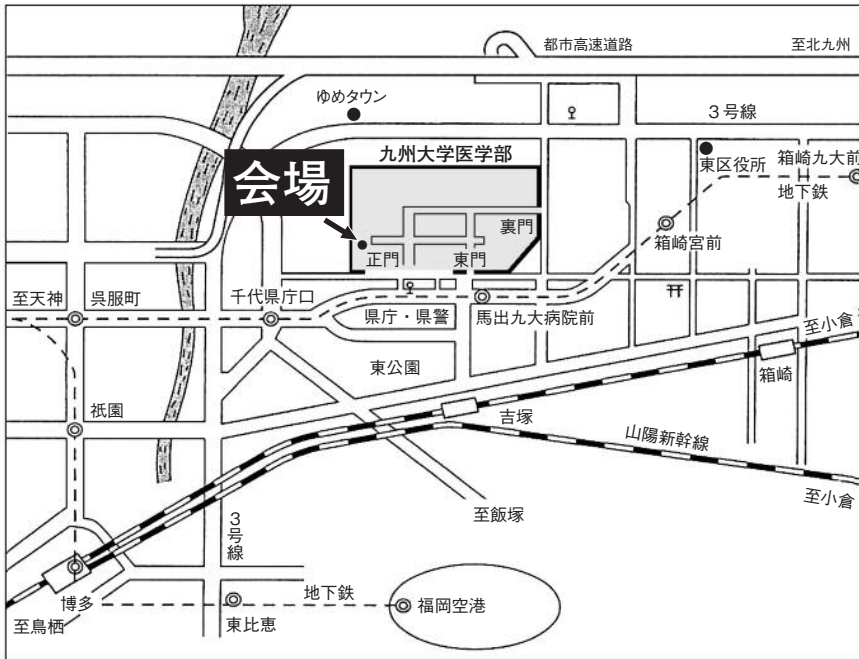 都市高速道路
至北九州
ゆめタウン
3号線
九州大学医学部
東区役所
箱崎九大前
地下鉄
会場
裏門
箱崎宮前
正門
東門
至天神
呉服町
千代県庁口
県庁・県警
馬出九大病院前
至小倉
東公園
箱崎
祇園
吉塚
山陽新幹線
至小倉
至飯塚
3号線
博多
地下鉄
福岡空港
至鳥栖
東比恵